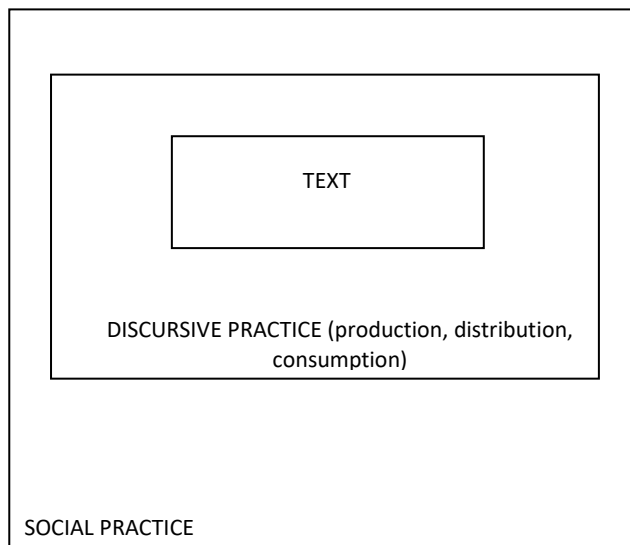 TEXT
DISCURSIVE PRACTICE (production, distribution,
consumption)
SOCIAL PRACTICE